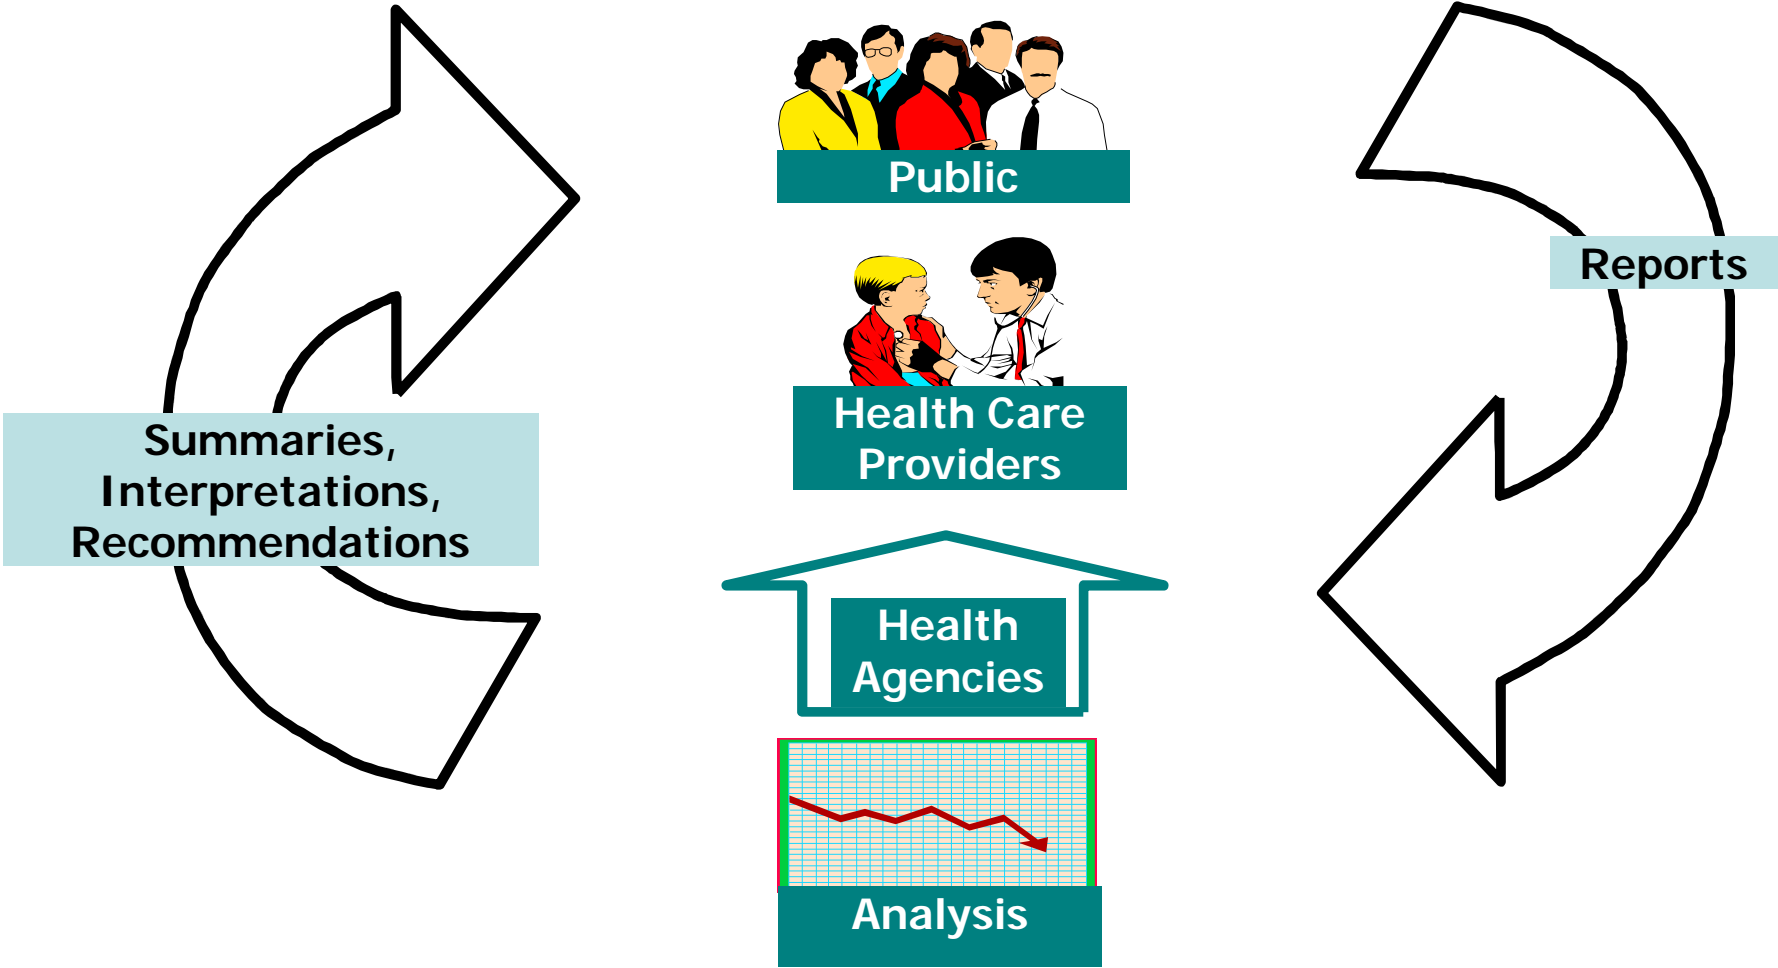 Public
Reports
Health Care
Providers
Summaries,
Interpretations,
Recommendations
Health
Agencies
Analysis